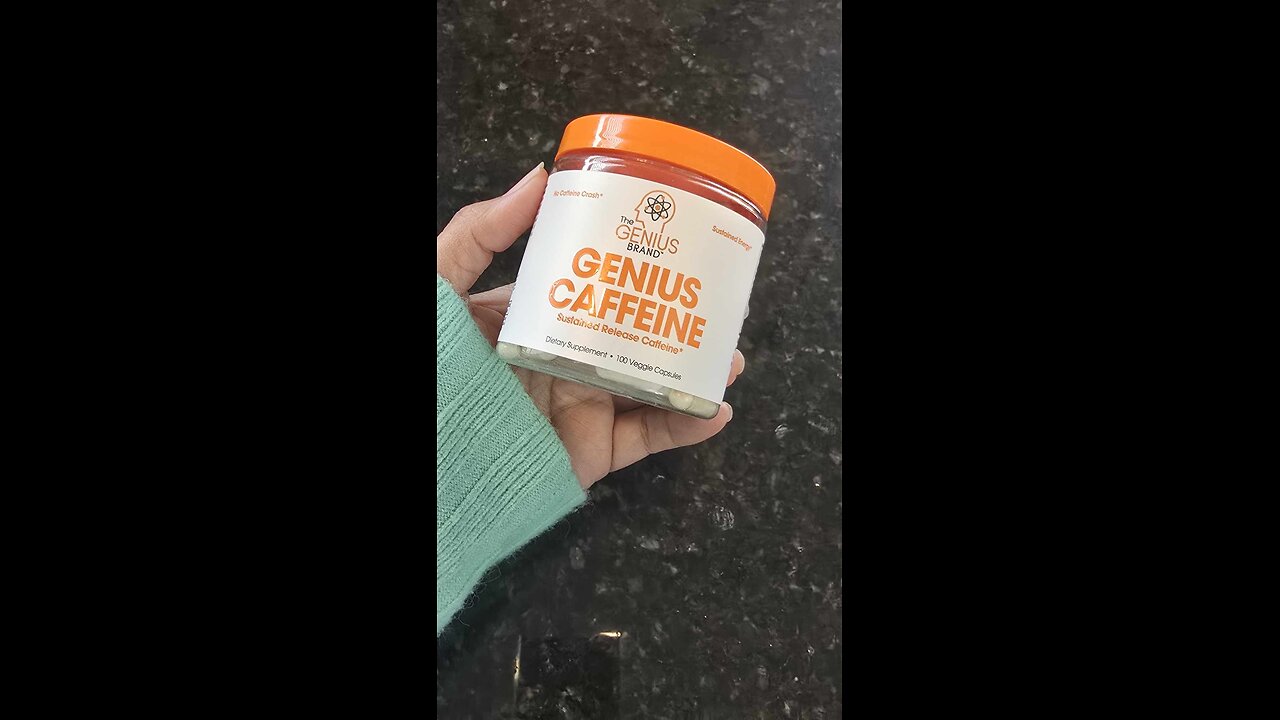 No Caffeine Crash*
Sustained Energy*
The
GENIUS
BRAND
GENIUS
CAFFEINE
Sustained Release Caffeine*
Dietary Supplement • 100 Veggie Capsules